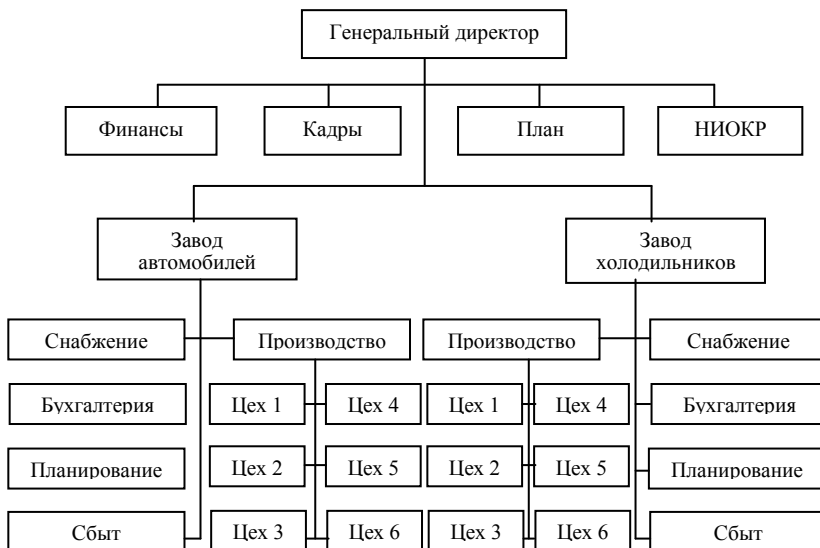 Генеральный директор
Финансы
Кадры
План
НИОКР
Завод
автомобилей
Завод
холодильников
Снабжение
Производство
Производство
Снабжение
Бухгалтерия
Цех 1
Цех 4
Цех 1
Цех 4
Бухгалтерия
Планирование
Цех 2
Цех 5
Цех 2
Цех 5
Планирование
Сбыт
Цех 3
Цех 6
Цех 3
Цех 6
Сбыт